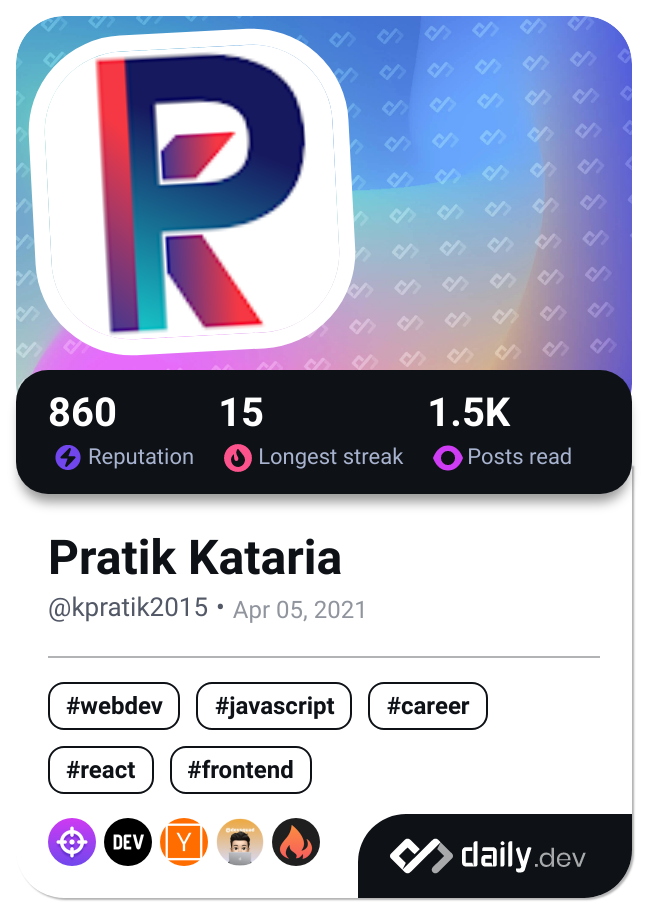 860 15 1.5K
Reputation Longest streak Posts read
Pratik Kataria
@kpratik2015 • Apr 05, 2021
#webdev #javascript #career
#react #frontend
DEV Y
daily.dev